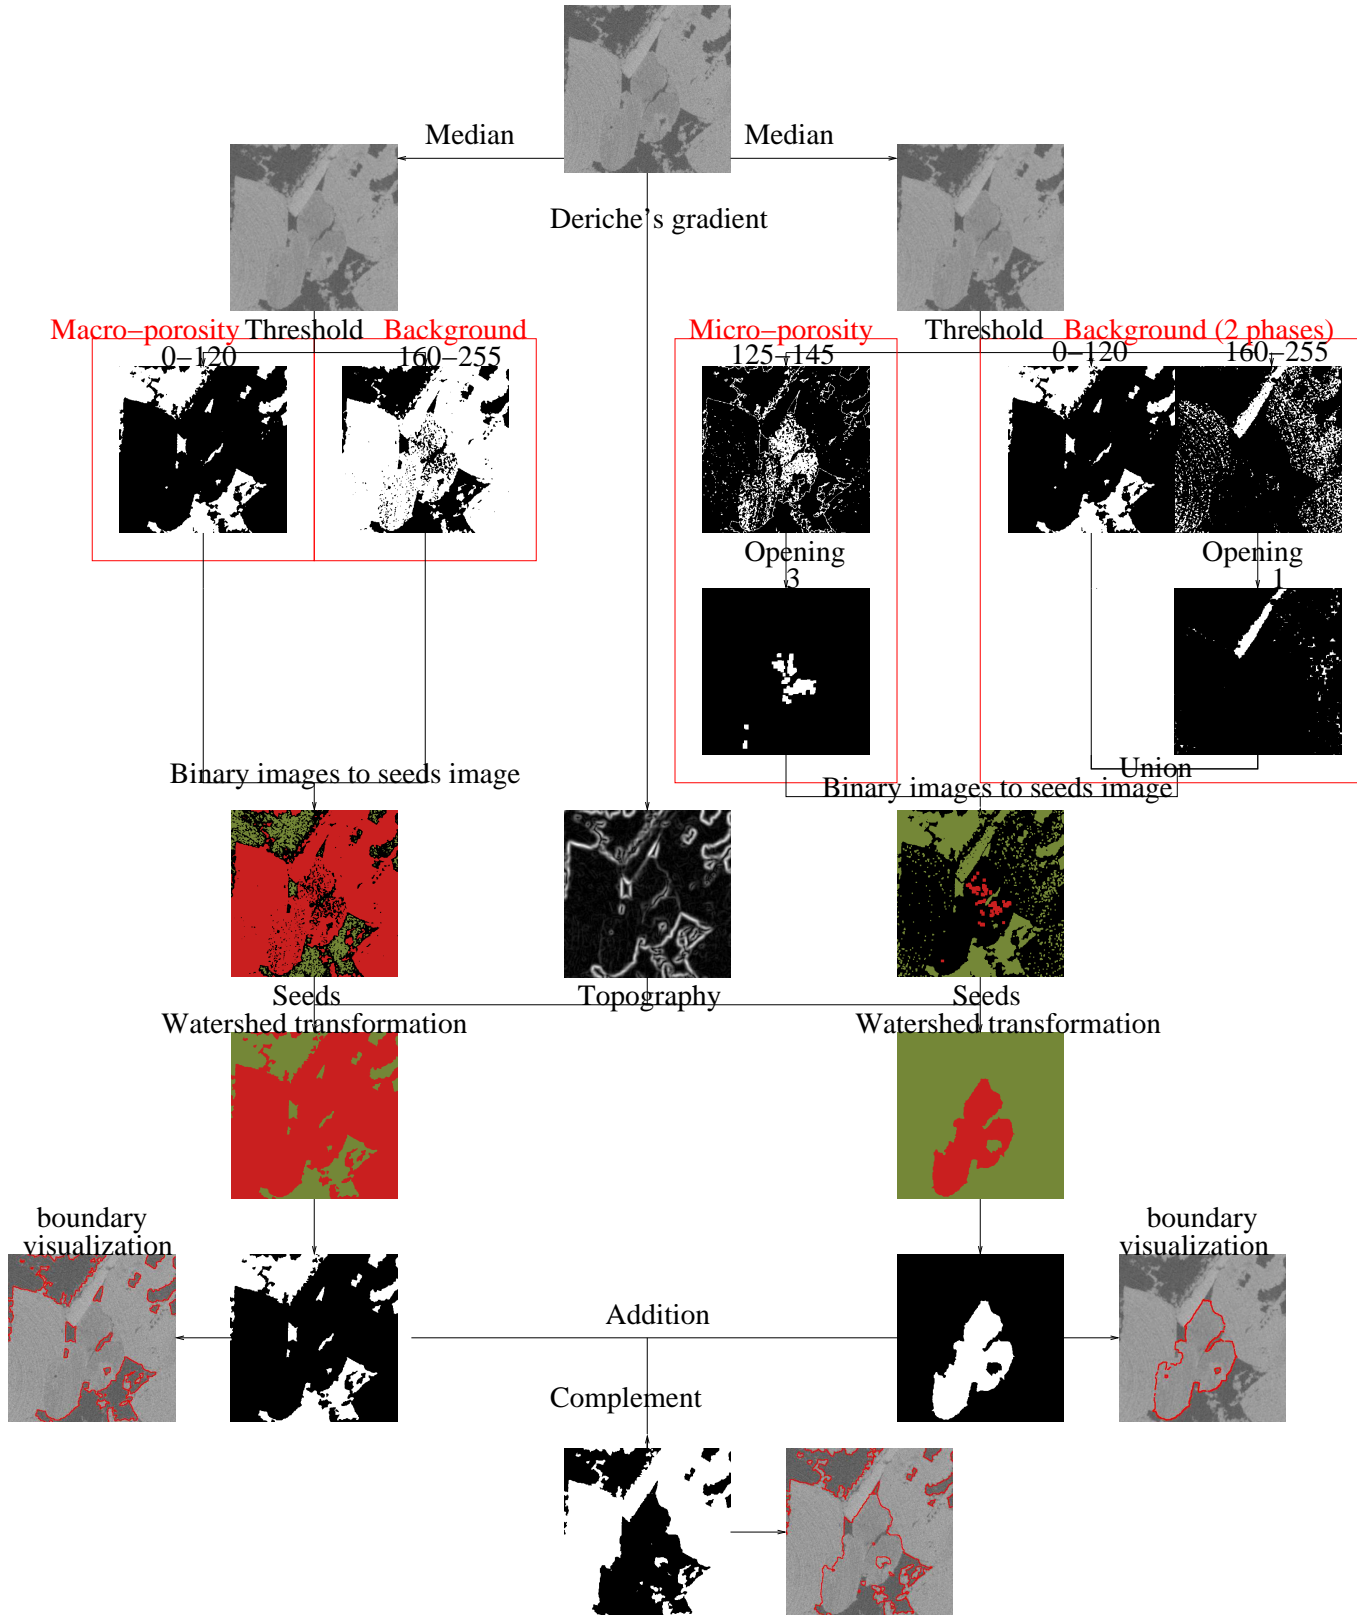 Median
Median
Deriche's gradient
Macro−porosity
Threshold
Background
0−120
160−255
Micro−porosity
Threshold
Background (2 phases)
125−145
0−120
160−255
Opening
3
Opening
1
Union
Binary images to seeds image
Binary images to seeds image
Seeds
Topography
Seeds
Watershed transformation
Watershed transformation
boundary
visualization
boundary
visualization
Addition
Complement